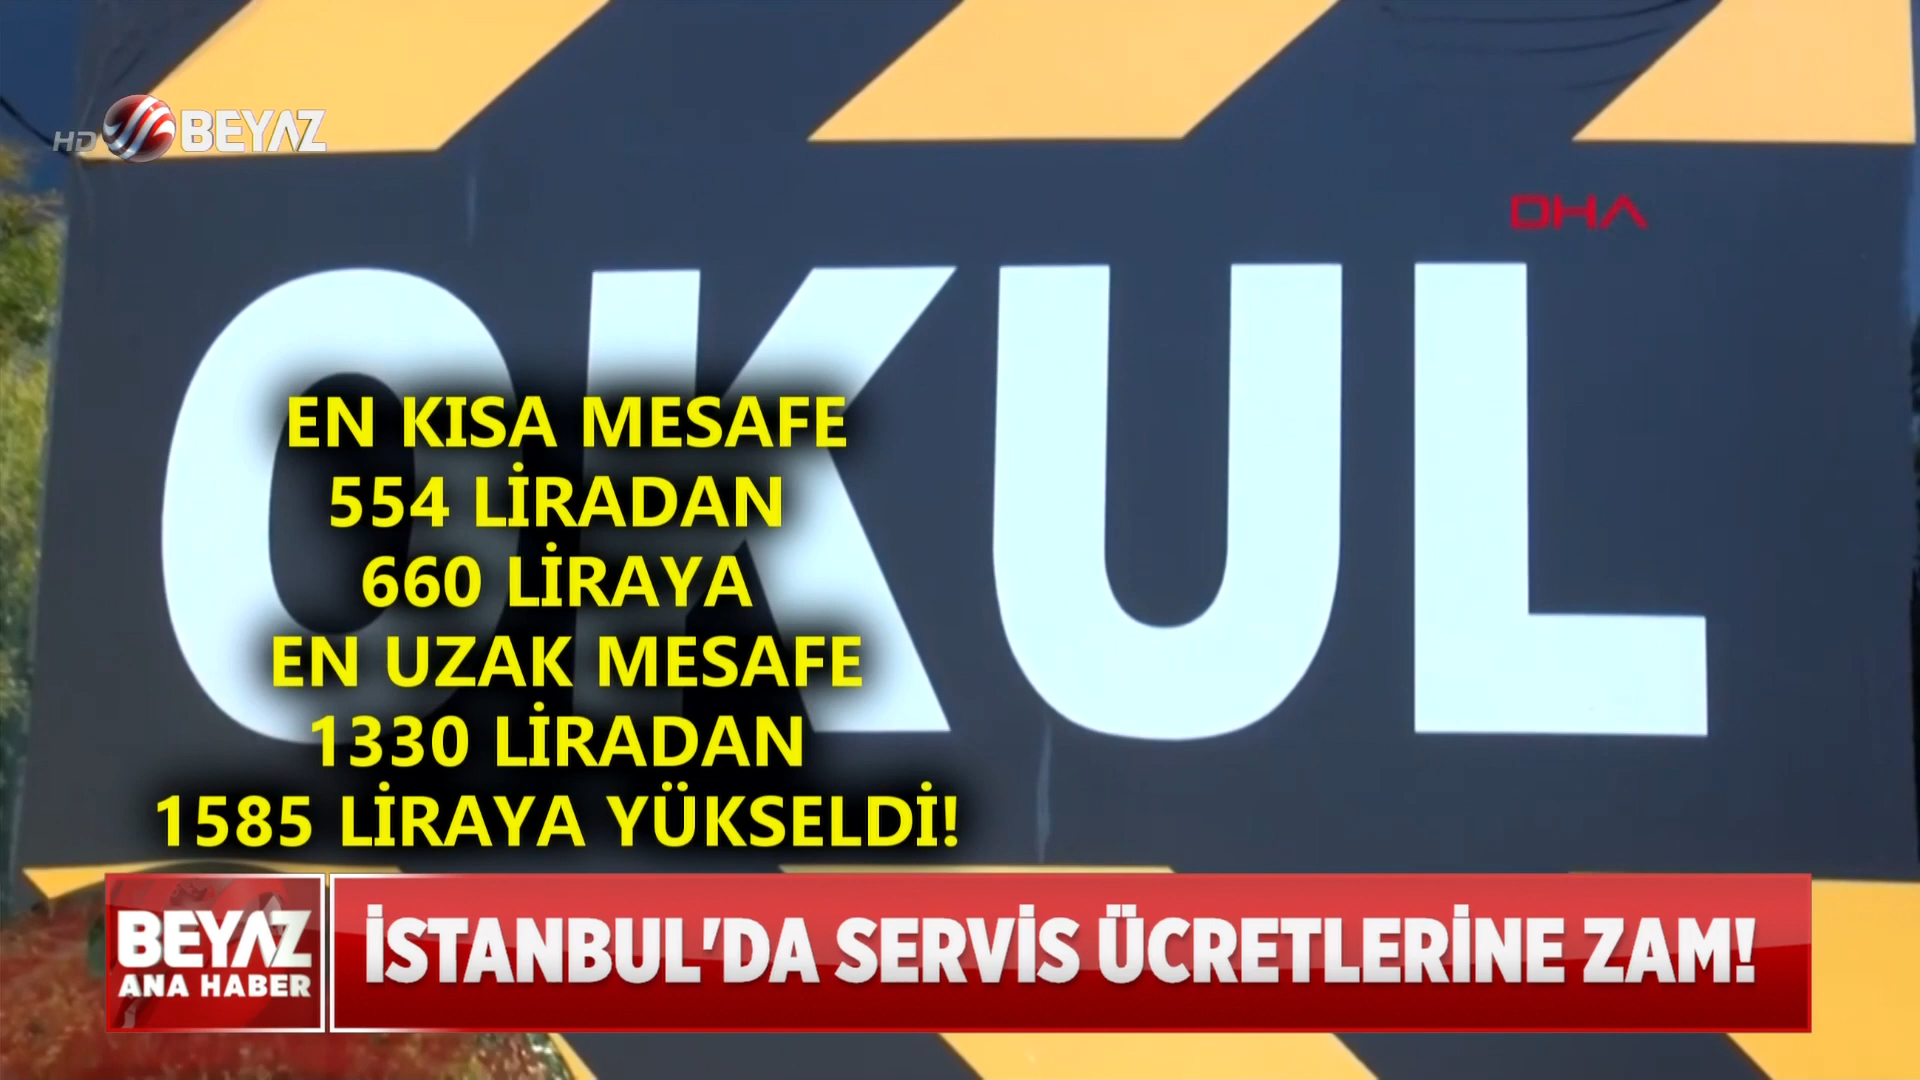 HD BEYAZ
DHA
OKUL
EN KISA MESAFE
554 LİRADAN
660 LİRAYA
EN UZAK MESAFE
1330 LİRADAN
1585 LİRAYA YÜKSELDİ!
BEYAZ
ANA HABER
İSTANBUL'DA SERVİS ÜCRETLERİNE ZAM!